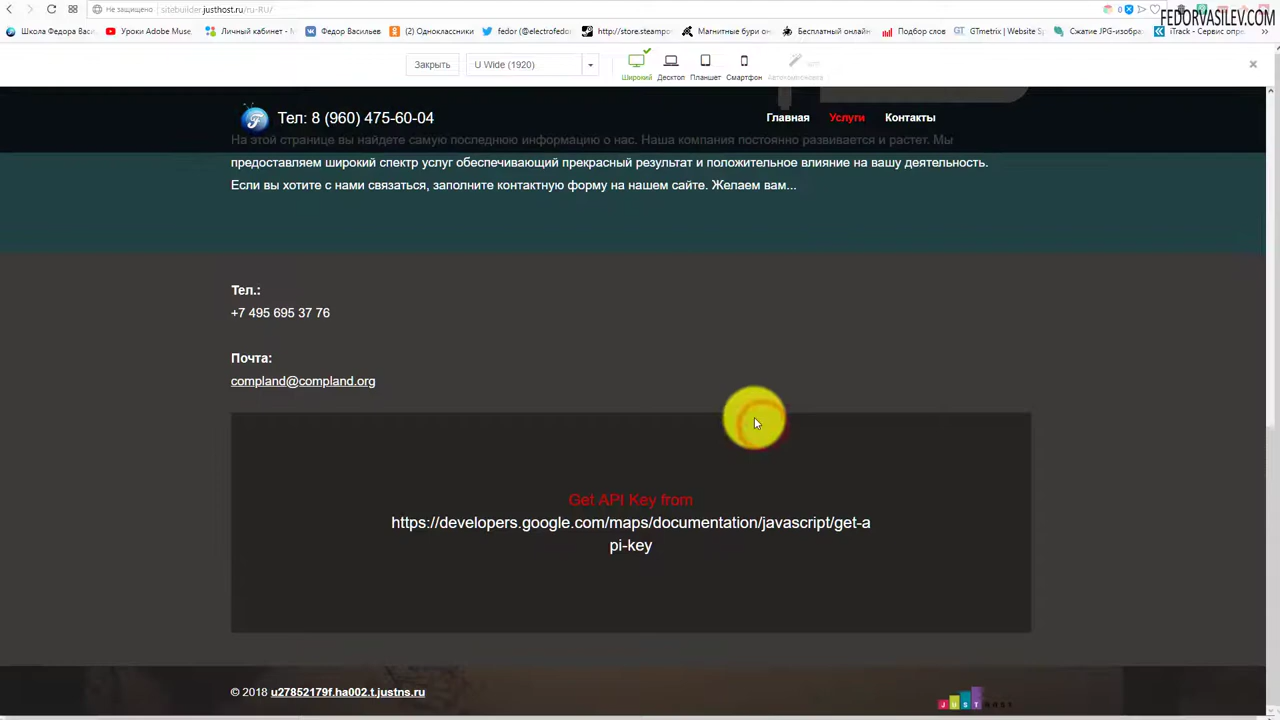 Не защищено sitebuilder.justhost.ru/ru-RU/
0
FEDORVASILEV.COM
Школа Федора Васи
Уроки Adobe Muse,
Личный кабинет - М
Федор Васильев
(2) Одноклассники
fedor (@electrofedo
http://store.steampo
Магнитные бури он
Бесплатный онлайн
Подбор слов
GTmetrix | Website Sp
Сжатие JPG-изобра
iTrack - Сервис опре.
Закрыть
U Wide (1920)
Широкий
Десктоп
Планшет
Смартфон
Тел: 8 (960) 475-60-04
Главная
Услуги
Контакты
На этой странице вы найдете самую последнюю информацию о нас. Наша компания постоянно развивается и растет. Мы
предоставляем широкий спектр услуг обеспечивающий прекрасный результат и положительное влияние на вашу деятельность.
Если вы хотите с нами связаться, заполните контактную форму на нашем сайте. Желаем вам...
Тел.:
+7 495 695 37 76
Почта:
compland@compland.org
Get API Key from
https://developers.google.com/maps/documentation/javascript/get-a
pi-key
© 2018 u27852179f.ha002.t.justns.ru
JUST